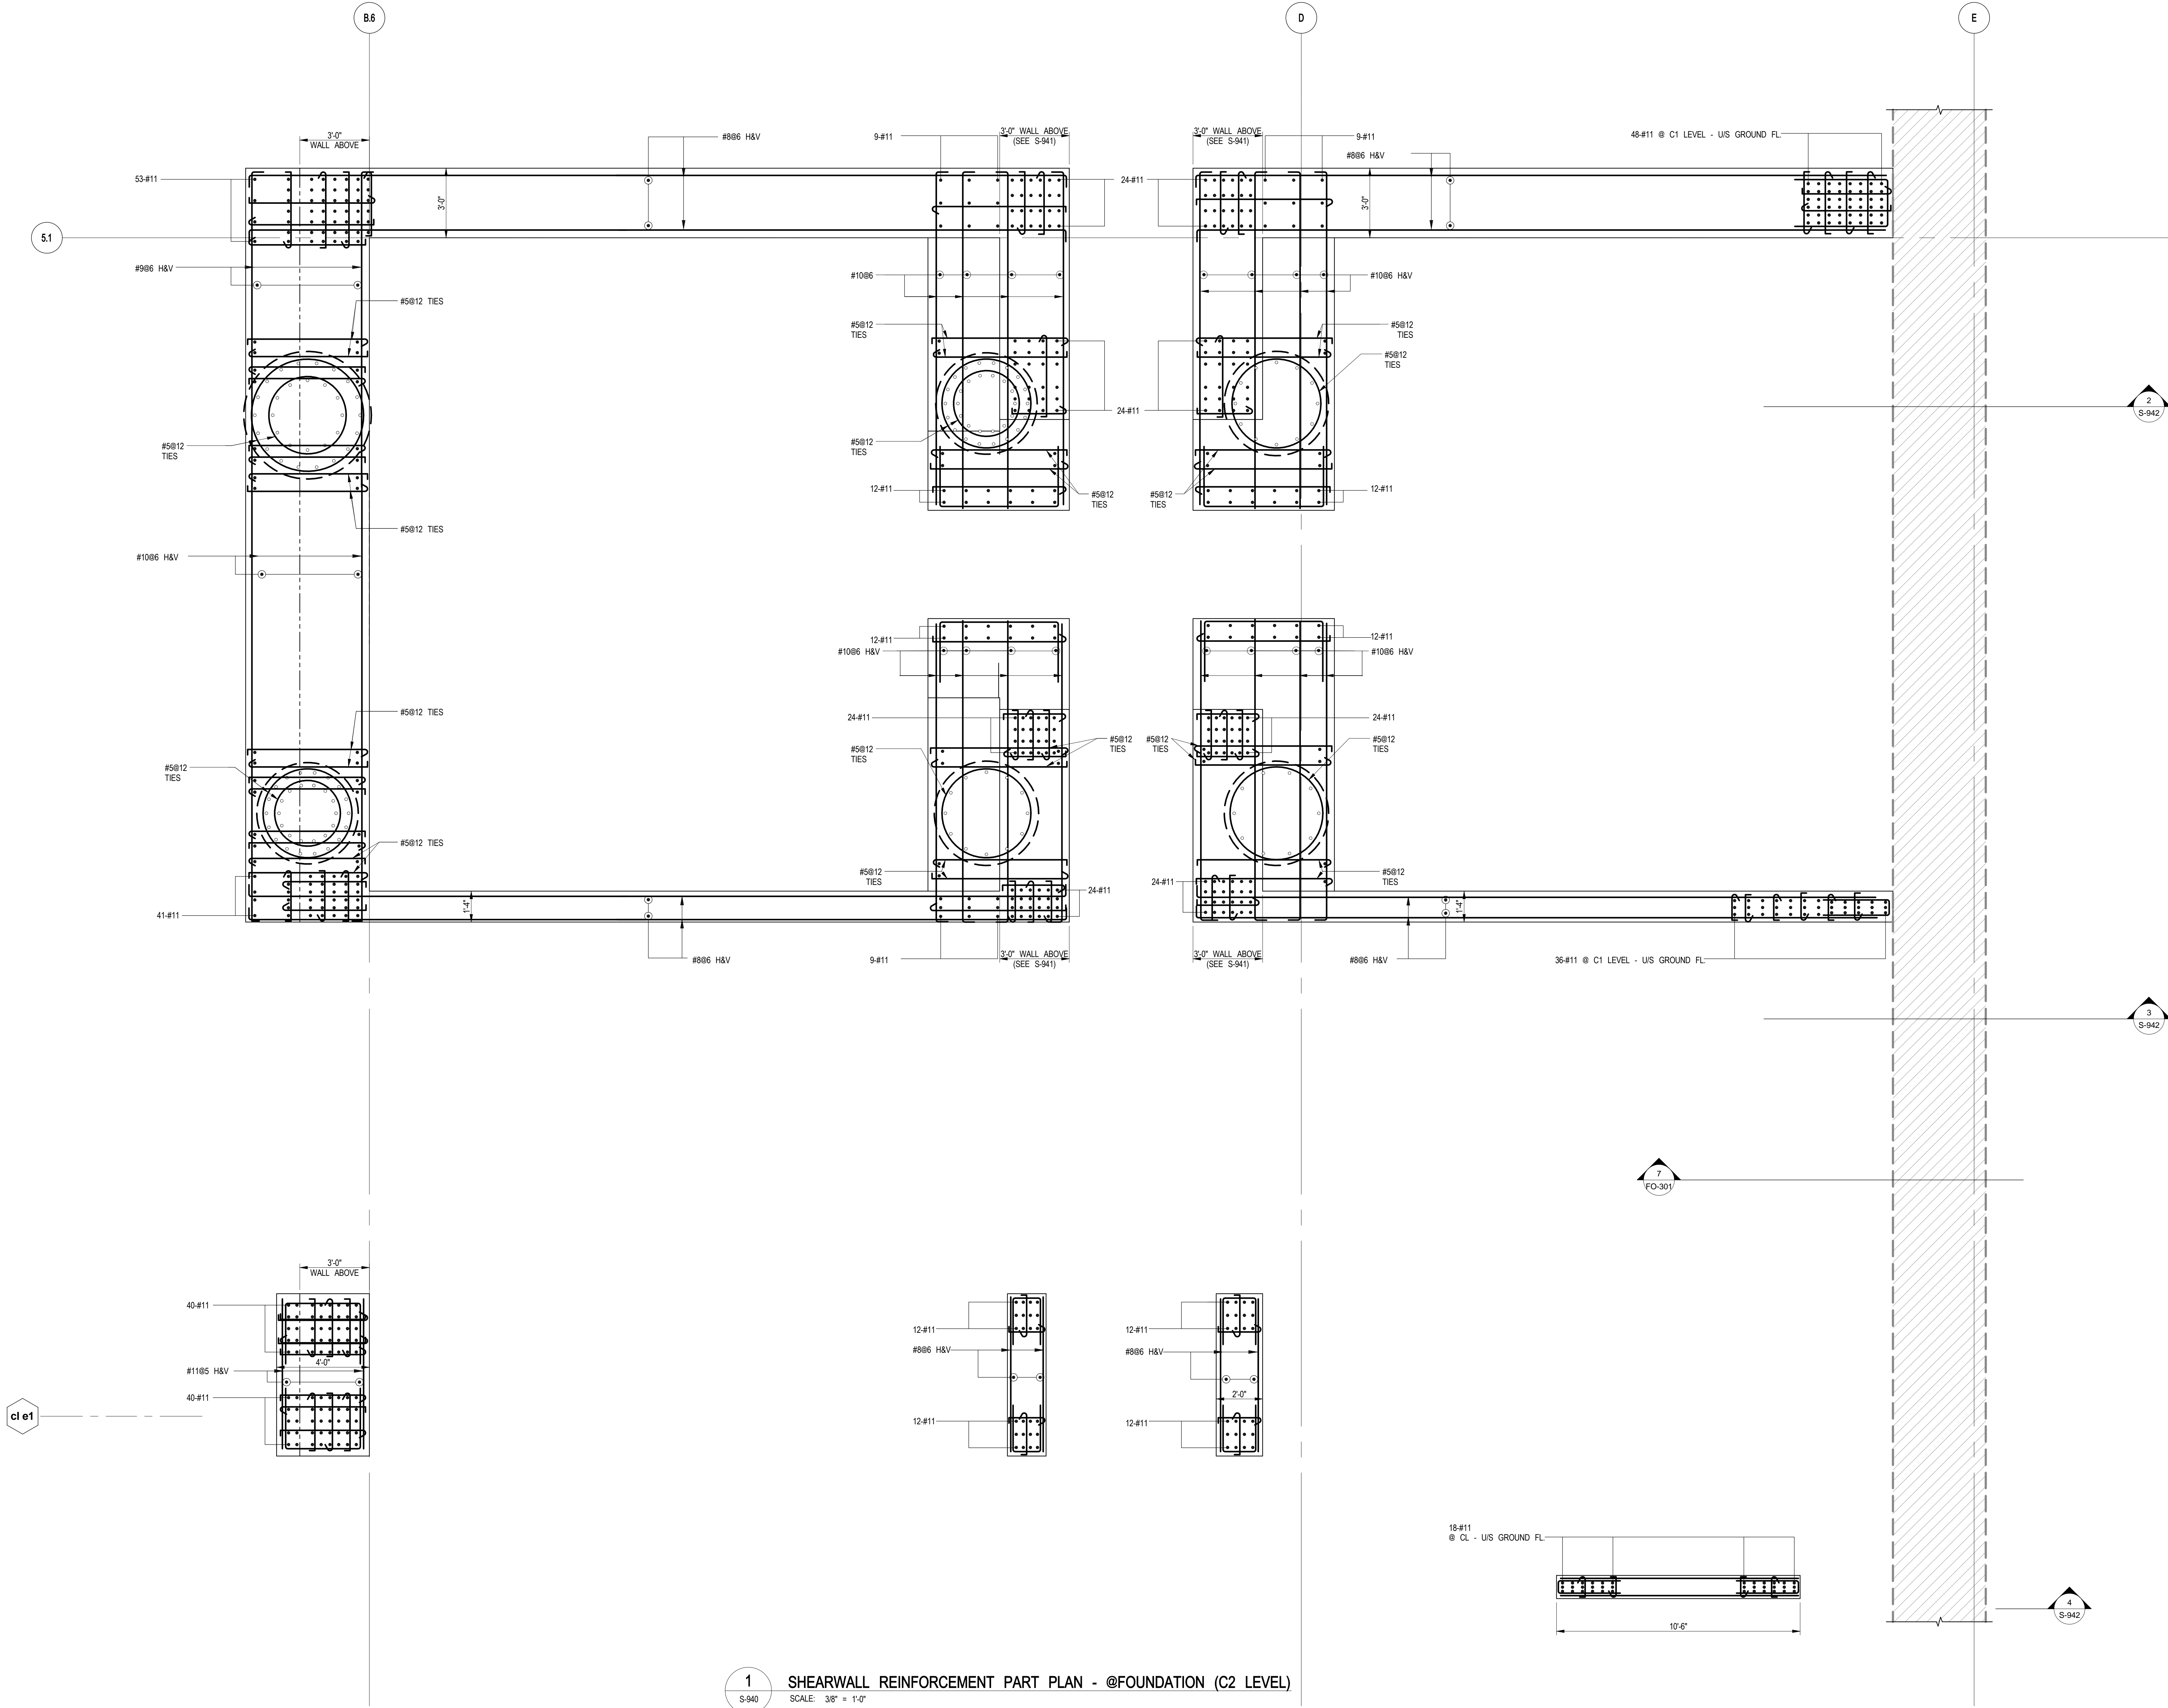 B.6
D
E
3'-0"
WALL ABOVE
#8@6 H&V
9-#11
3'-0" WALL ABOVE
(SEE S-941)
3'-0" WALL ABOVE
(SEE S-941)
9-#11
#8@6 H&V
48-#11 @ C1 LEVEL - U/S GROUND FL.
53-#11
24-#11
3'-0"
3'-0"
5.1
#9@6 H&V
#10@6
#10@6 H&V
#5@12 TIES
#5@12
TIES
#5@12
TIES
#5@12
TIES
2
S-942
24-#11
#5@12
TIES
#5@12
TIES
12-#11
#5@12
TIES
#5@12
TIES
12-#11
#5@12 TIES
#10@6 H&V
12-#11
12-#11
#10@6 H&V
#10@6 H&V
#5@12 TIES
24-#11
24-#11
#5@12
TIES
#5@12
TIES
#5@12
TIES
#5@12
TIES
#5@12
TIES
#5@12 TIES
#5@12
TIES
#5@12
TIES
24-#11
24-#11
41-#11
1'-4"
1'-4"
#8@6 H&V
9-#11
3'-0" WALL ABOVE
(SEE S-941)
3'-0" WALL ABOVE
(SEE S-941)
#8@6 H&V
36-#11 @ C1 LEVEL - U/S GROUND FL.
3
S-942
7
FO-301
3'-0"
WALL ABOVE
40-#11
12-#11
12-#11
4'-0"
#11@5 H&V
#8@6 H&V
#8@6 H&V
2'-0"
40-#11
cl e1
12-#11
12-#11
18-#11
@ CL - U/S GROUND FL.
4
S-942
10'-6"
1
S-940
SHEARWALL REINFORCEMENT PART PLAN - @FOUNDATION (C2 LEVEL)
SCALE: 3/8" = 1'-0"